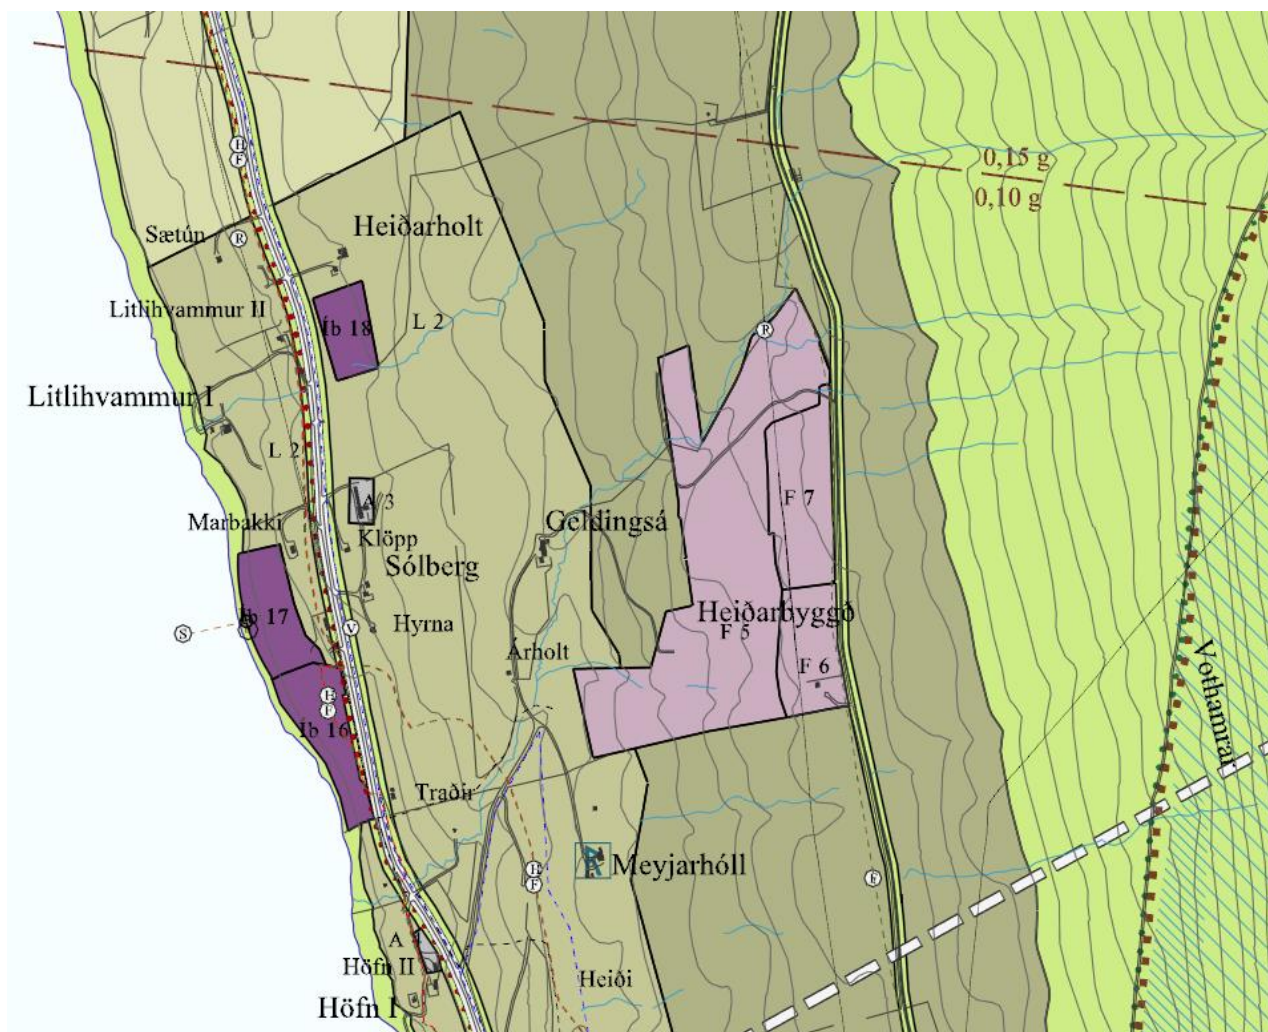 0,15 g
0,10 g
H
F
Sætún
R
Heiðarholt
Litlihvammur II
Íb 18
L 2
R
Litlihvammur I
L 2
A 3
F 7
Marbakki
Klöpp
Geldingsá
Sólberg
Íb 17
S
V
Hyrna
Heiðarbyggð
F 5
Árholt
F 6
Vothamrar
H
F
Íb 16
Traðir
Meyjarhóll
H
F
F
A
Höfn II
Heiði
Höfn I